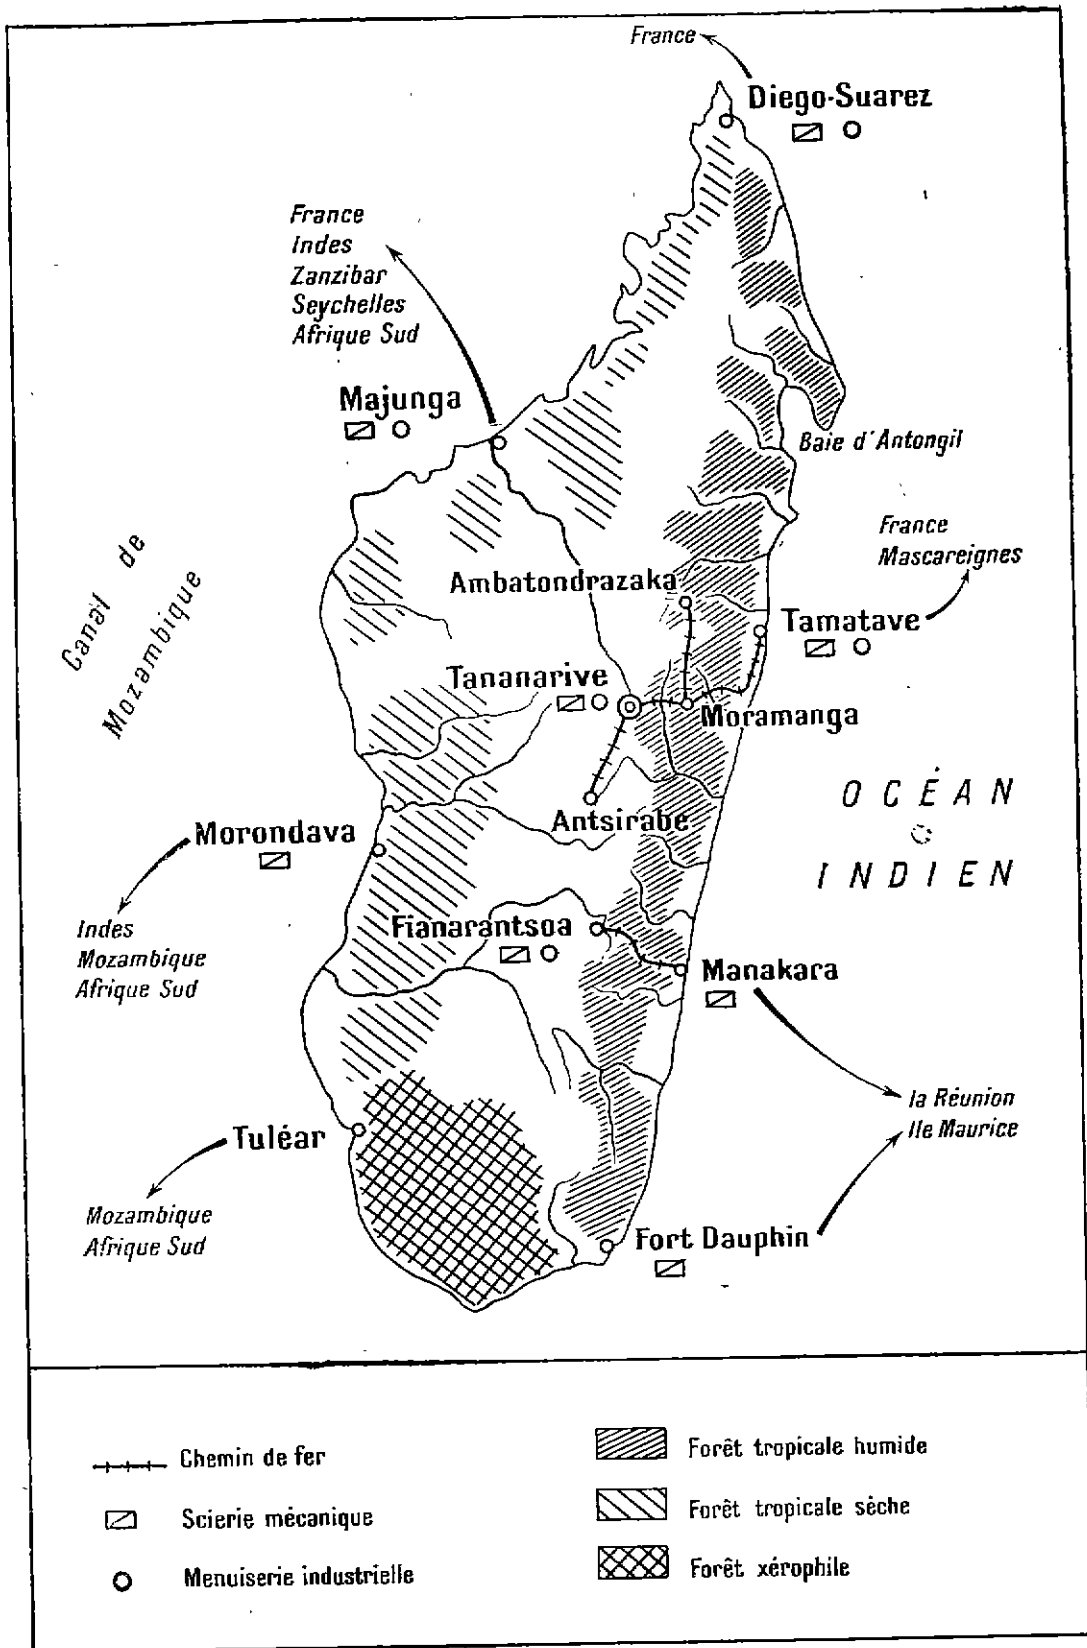 France
Diego-Suarez
France
Indes
Zanzibar
Seychelles
Afrique Sud
Majunga
Baie d'Antongil
Canal de
Mozambique
France
Mascareignes
Ambatondrazaka
Tamatave
Tananarive
Moramanga
Antsirabe
OCÉAN
INDIEN
Morondava
Indes
Mozambique
Afrique Sud
Fianarantsoa
Manakara
la Réunion
Ile Maurice
Tuléar
Mozambique
Afrique Sud
Fort Dauphin
Chemin de fer
Scierie mécanique
Menuiserie industrielle
Forêt tropicale humide
Forêt tropicale sèche
Forêt xérophile